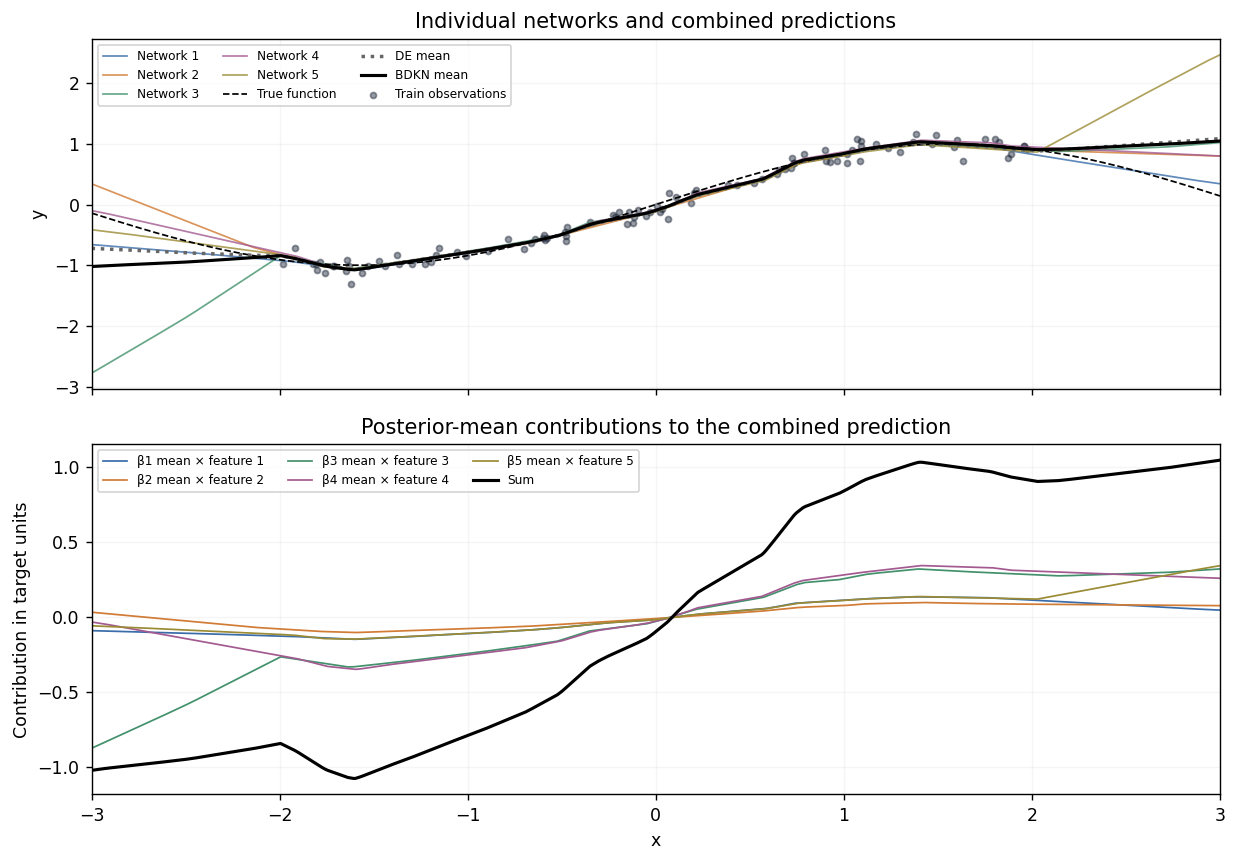 Individual networks and combined predictions
Network 1 Network 4 DE mean
Network 2 Network 5 BDKN mean
Network 3 True function Train observations
2
1
0
−1
−2
−3
y
Posterior-mean contributions to the combined prediction
β1 mean × feature 1 β3 mean × feature 3 β5 mean × feature 5
β2 mean × feature 2 β4 mean × feature 4 Sum
1.0
0.5
0.0
−0.5
−1.0
Contribution in target units
−3 −2 −1 0 1 2 3
x